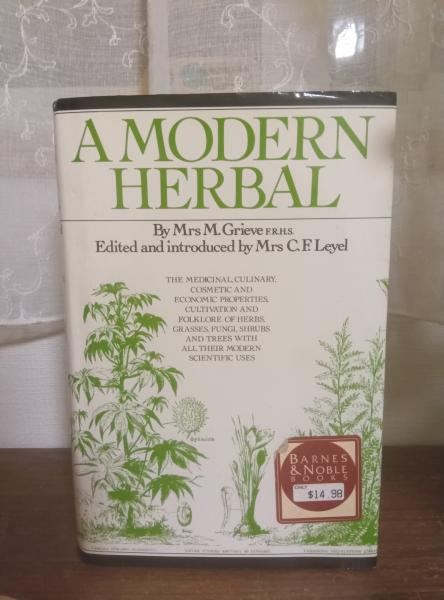 A MODERN
HERBAL
By Mrs M. Grieve F.R.H.S.
Edited and introduced by Mrs C. F. Leyel
THE MEDICINAL, CULINARY,
COSMETIC AND
ECONOMIC PROPERTIES,
CULTIVATION AND
FOLKLORE OF HERBS,
GRASSES, FUNGI, SHRUBS
AND TREES WITH
ALL THEIR MODERN
SCIENTIFIC USES
BARNES
& NOBLE
BOOKS
ONLY
$14.98